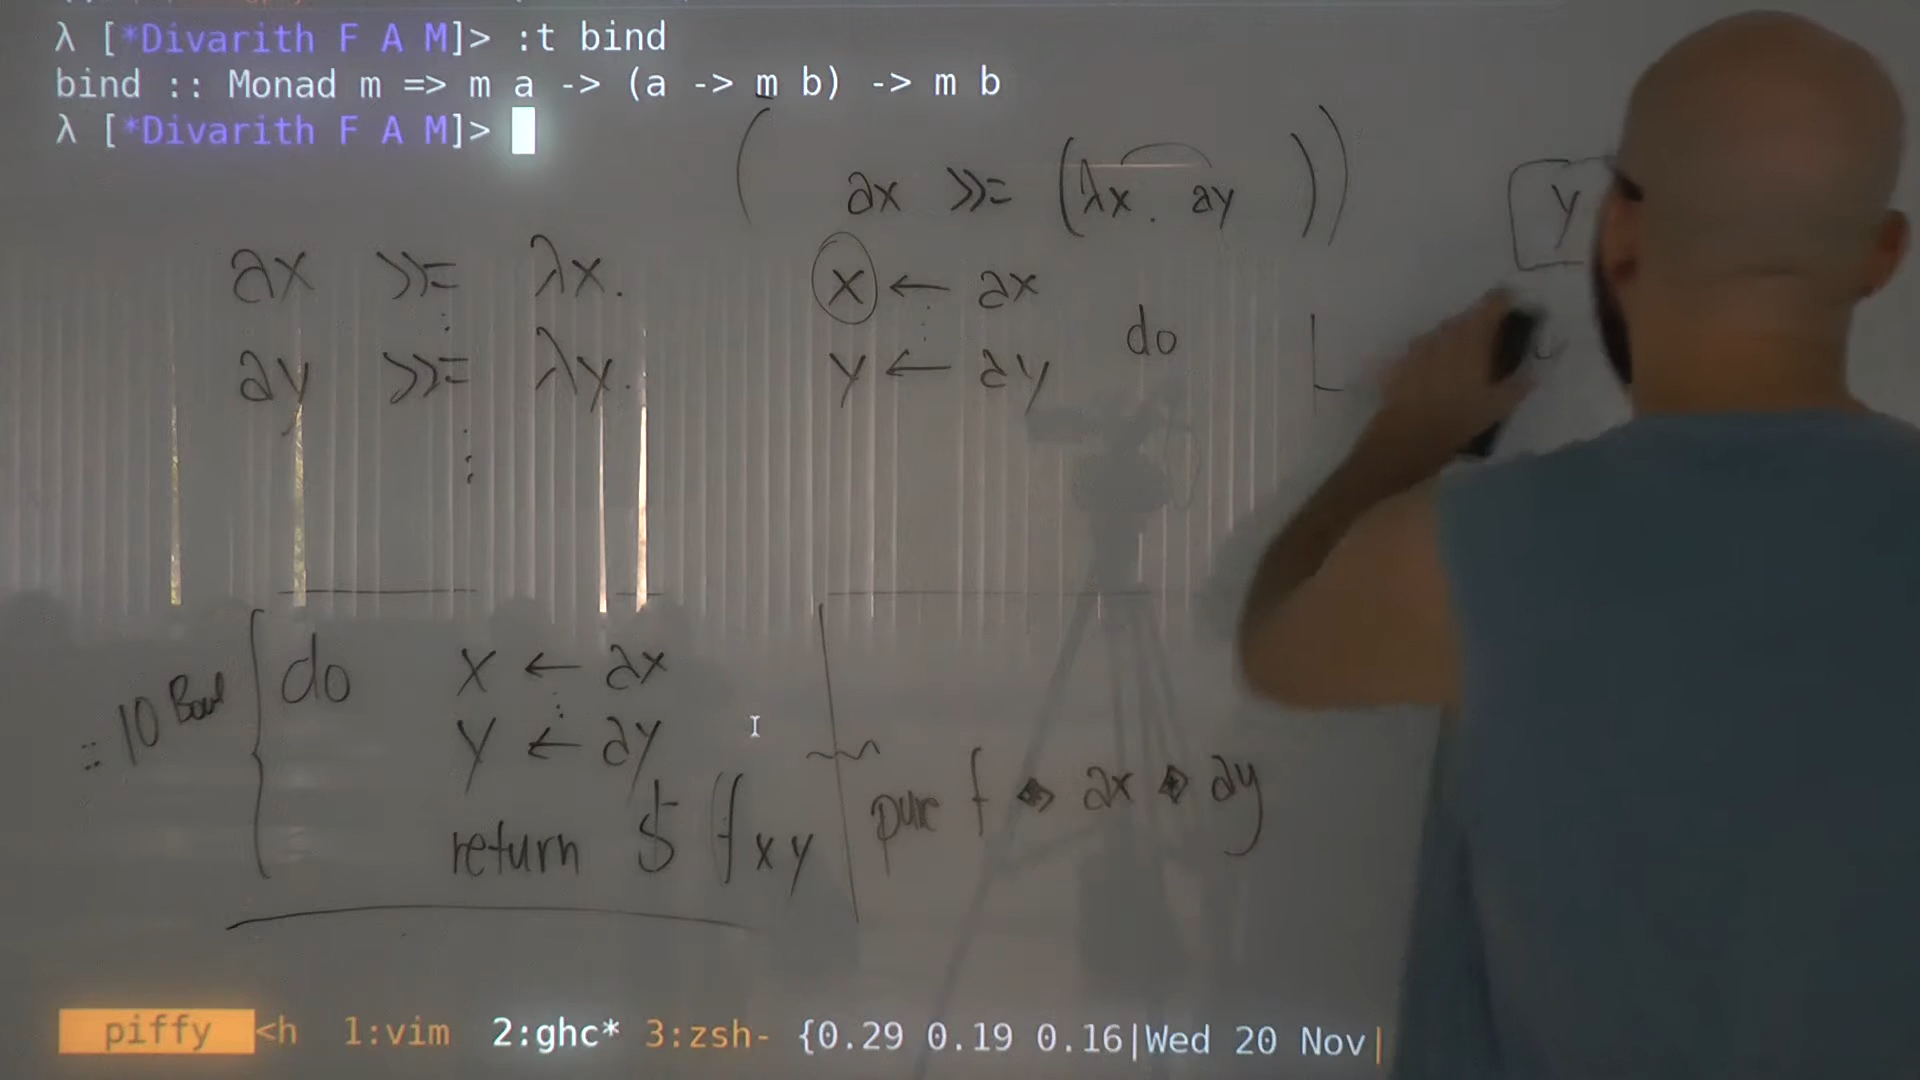 λ [*Divarith F A M]> :t bind
bind :: Monad m => m a -> (a -> m b) -> m b
λ [*Divarith F A M]>
( ax >>= (λx. ay ))
y
ax >>= λx.
x ← ax
ay >>= λy.
y ← ay
do
:: IO
do x ← ax
y ← ay
return $ f x y
pure f <*> ax <*> ay
piffy <h 1:vim 2:ghc* 3:zsh- {0.29 0.19 0.16|Wed 20 Nov|